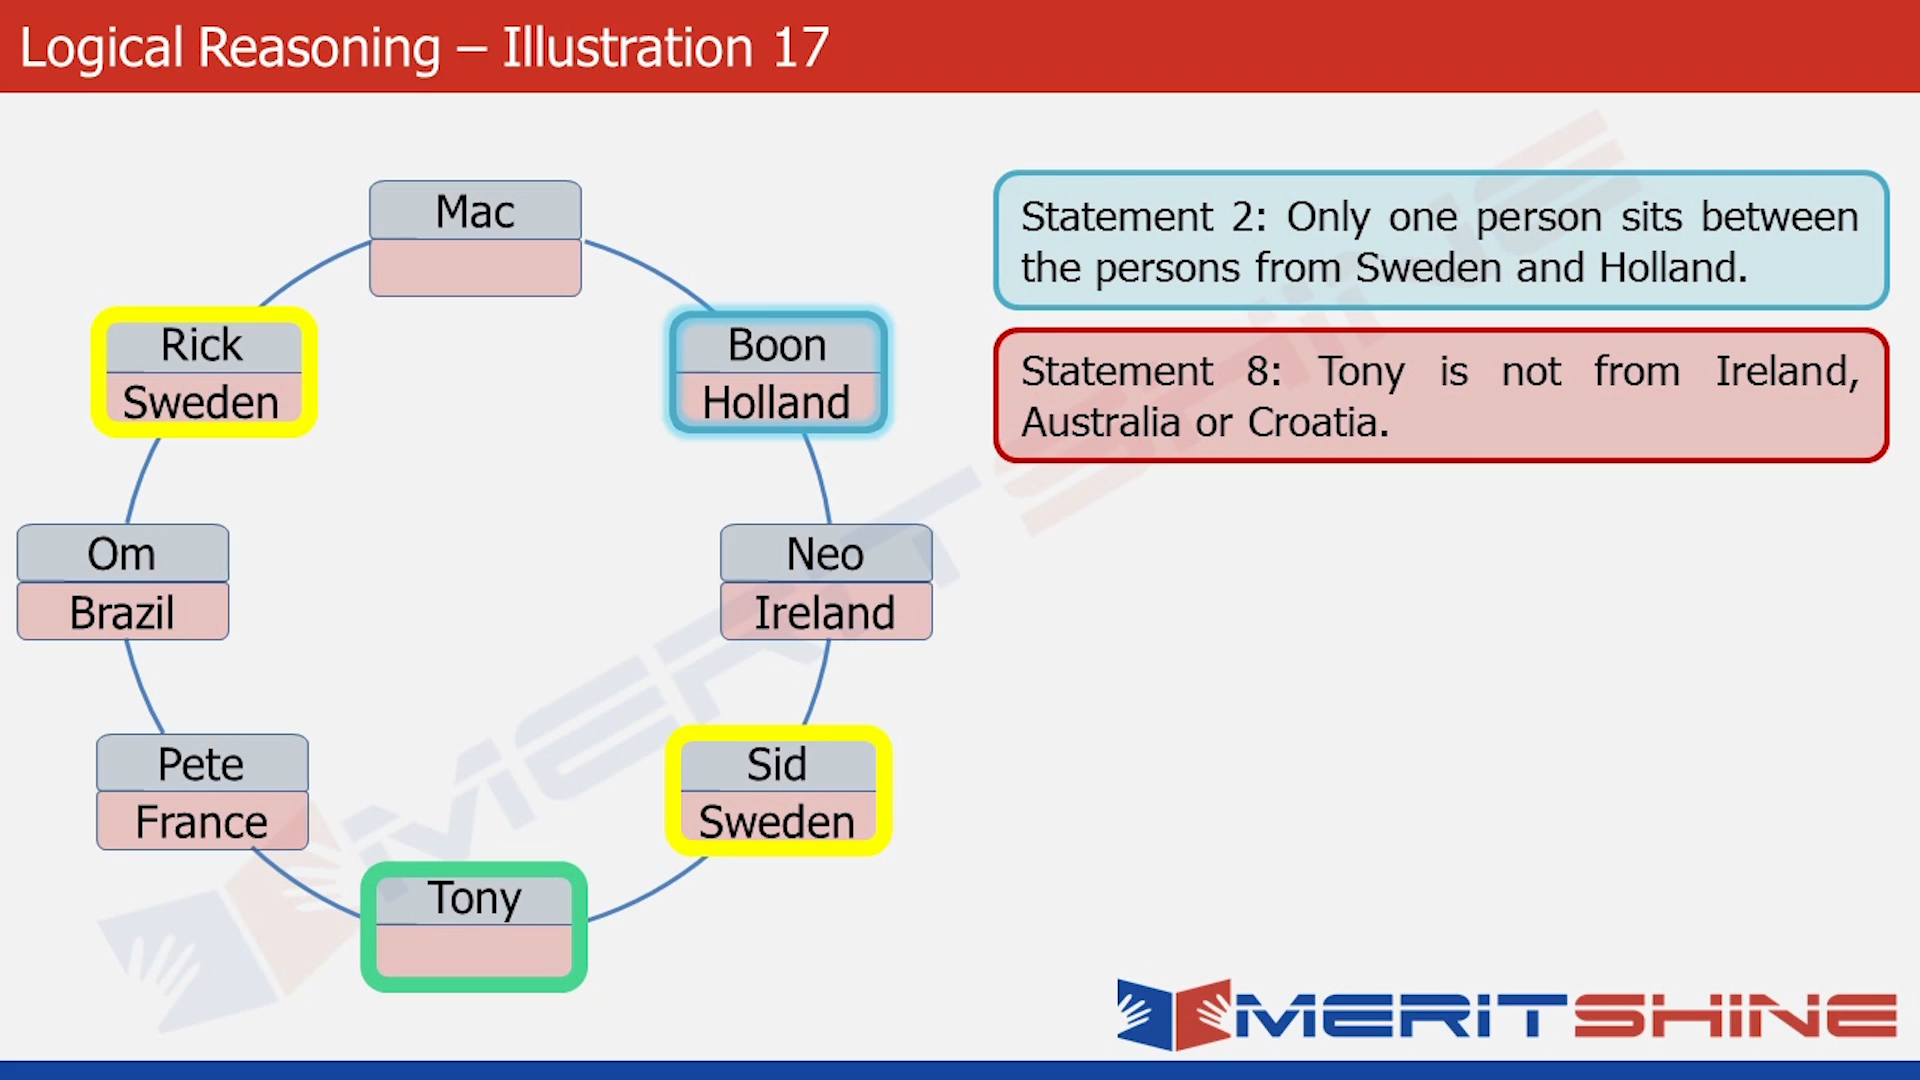 Logical Reasoning – Illustration 17
Mac
Rick
Sweden
Boon
Holland
Om
Brazil
Neo
Ireland
Pete
France
Sid
Sweden
Tony
Statement 2: Only one person sits between
the persons from Sweden and Holland.
Statement 8: Tony is not from Ireland,
Australia or Croatia.
MERITSHINE
MERITSHINE